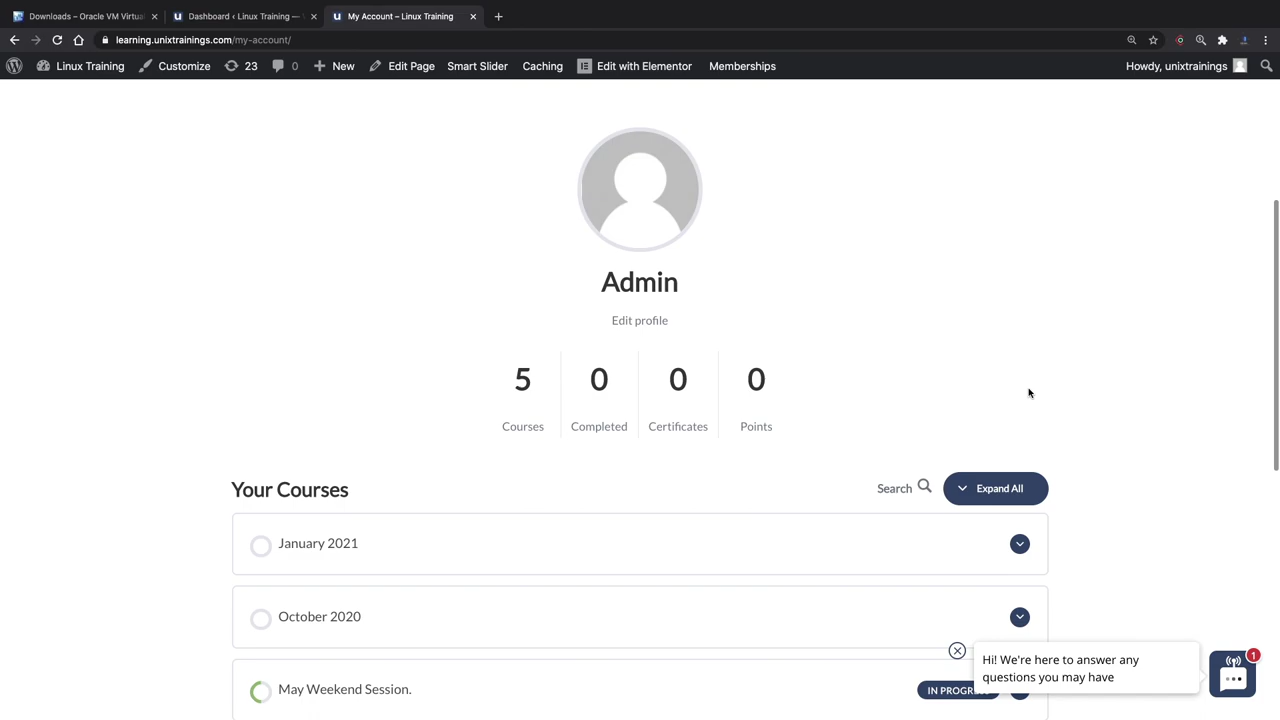 Downloads – Oracle VM Virtua
Dashboard ‹ Linux Training — V
My Account – Linux Training
learning.unixtrainings.com/my-account/
Linux Training
Customize
23
0
New
Edit Page
Smart Slider
Caching
Edit with Elementor
Memberships
Howdy, unixtrainings
Admin
Edit profile
5 0 0 0
Courses Completed Certificates Points
Your Courses
Search
Expand All
January 2021
October 2020
May Weekend Session.
IN PROGRE
Hi! We're here to answer any
questions you may have
1